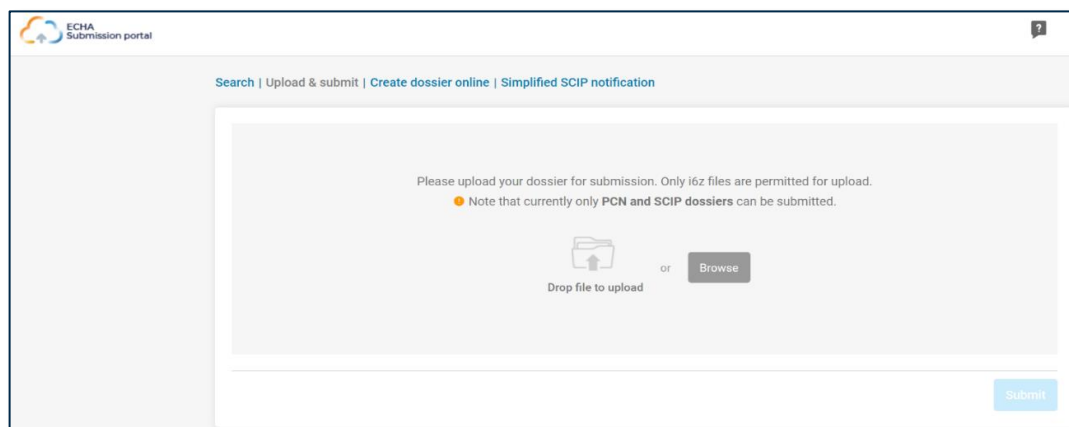 ECHA
Submission portal
?
Search | Upload & submit | Create dossier online | Simplified SCIP notification
Please upload your dossier for submission. Only i6z files are permitted for upload.
Note that currently only PCN and SCIP dossiers can be submitted.
Drop file to upload
or
Browse
Submit